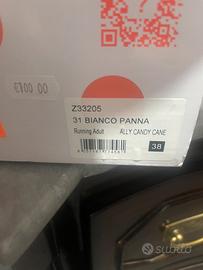 €100.00
Z33205
31 BIANCO PANNA
Running Adult ALLY CANDY CANE
38
subito